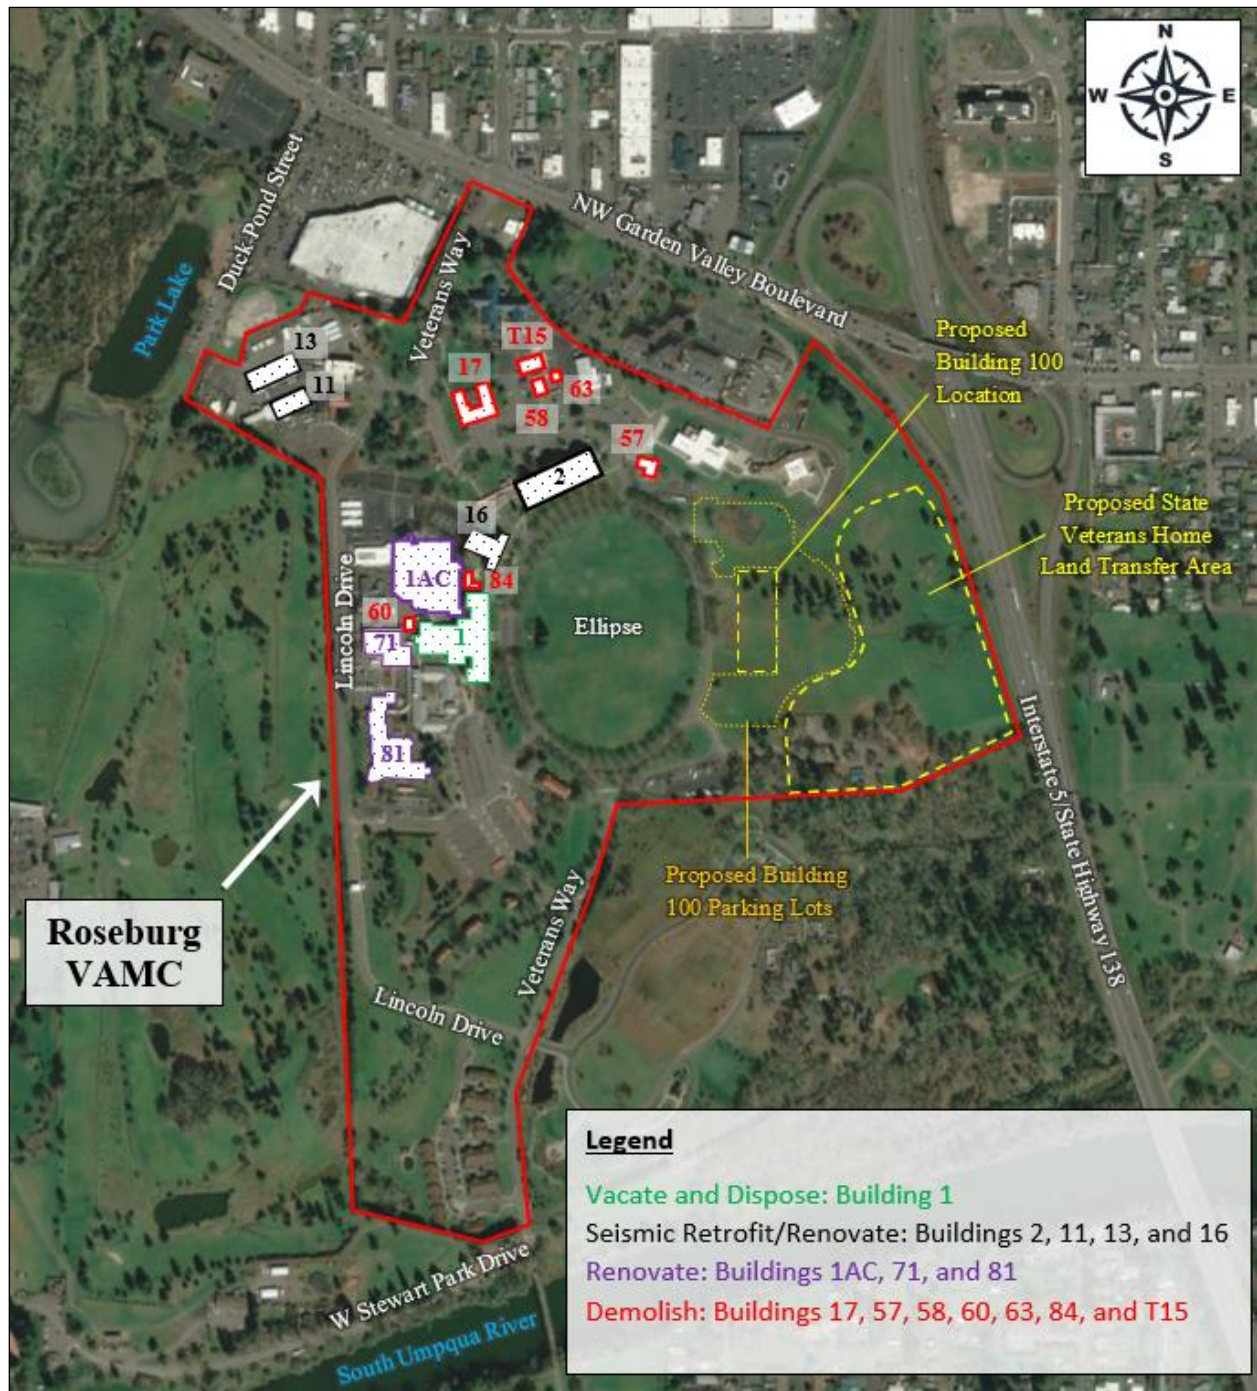 N
W
E
S
NW Garden Valley Boulevard
Duck Pond Street
Park Lake
Veterans Way
Proposed
Building 100
Location
13
11
T15
17
63
58
57
2
16
Proposed State
Veterans Home
Land Transfer Area
1AC
84
60
1
71
Ellipse
Lincoln Drive
81
Interstate 5/State Highway 138
Proposed Building
100 Parking Lots
Roseburg
VAMC
Veterans Way
Lincoln Drive
W Stewart Park Drive
South Umpqua River
Legend
Vacate and Dispose: Building 1
Seismic Retrofit/Renovate: Buildings 2, 11, 13, and 16
Renovate: Buildings 1AC, 71, and 81
Demolish: Buildings 17, 57, 58, 60, 63, 84, and T15